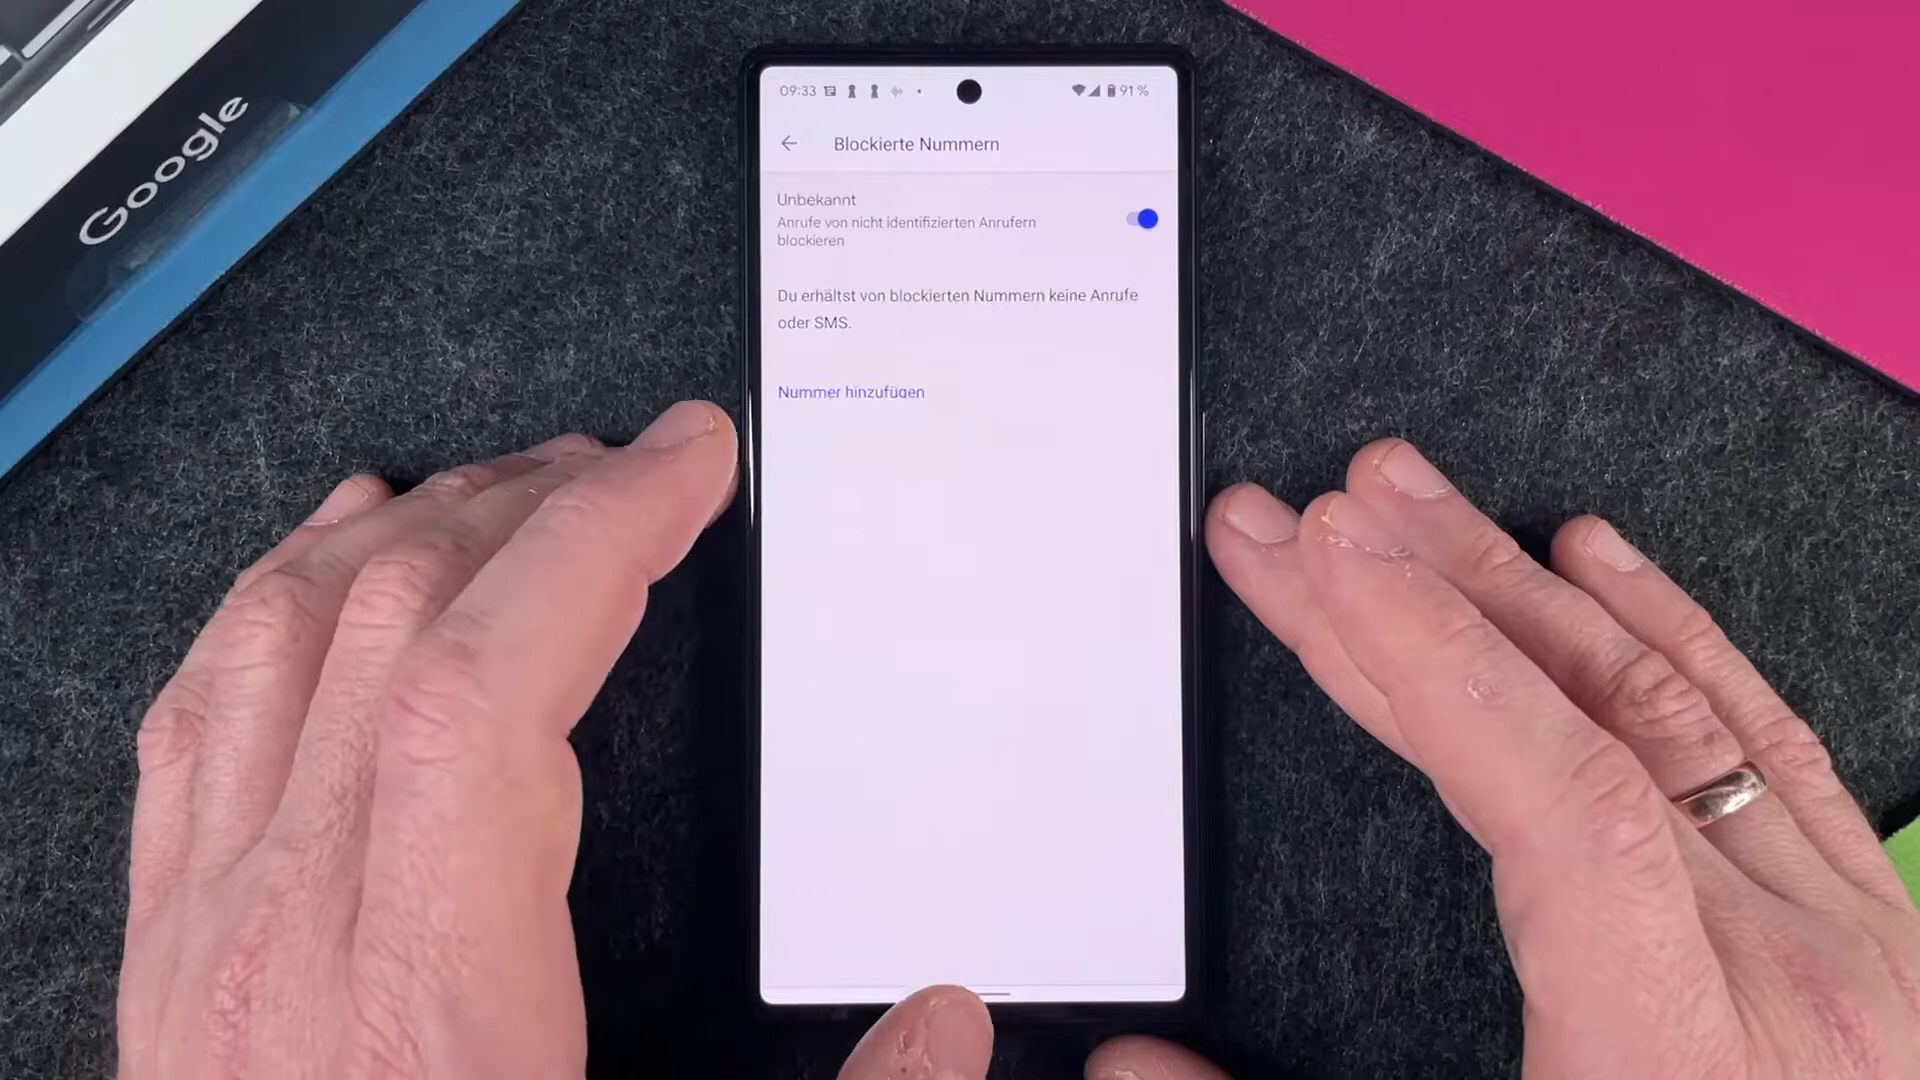 Google
09:33
91%
Blockierte Nummern
Unbekannt
Anrufe von nicht identifizierten Anrufern
blockieren
Du erhältst von blockierten Nummern keine Anrufe
oder SMS.
Nummer hinzufügen